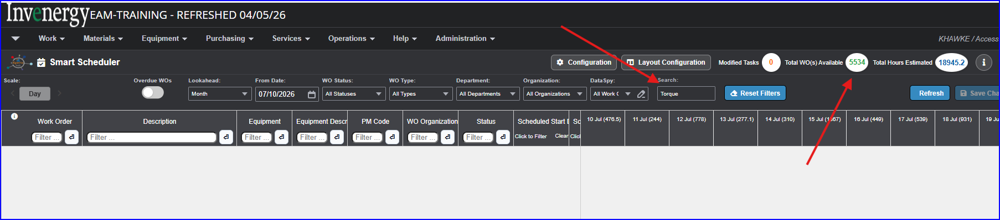 Invenergy EAM-TRAINING - REFRESHED 04/05/26
Work Materials Equipment Purchasing Services Operations Help Administration KHAWKE / Access
Smart Scheduler Configuration Layout Configuration Modified Tasks 0 Total WO(s) Available 5534 Total Hours Estimated 18945.2
Scale: Overdue WOs Lookahead: From Date: WO Statuses: WO Type: Department: Organization: DataSpy: Search:
Day Month 07/10/2026 All Statuses All Types All Departments All Organizations All Work Torque Reset Filters Refresh Save Cha
Work Order Description Equipment Equipment Descr PM Code WO Organization Status Scheduled Start D Sc 10 Jul (476.5) 11 Jul (244) 12 Jul (778) 13 Jul (277.1) 14 Jul (310) 15 Jul 16 Jul (449) 17 Jul (539) 18 Jul (931) 19 Ju
Filter ... Filter ... Filter ... Filter ... Filter ... Filter ... Filter ... Click to Filter Clear Click